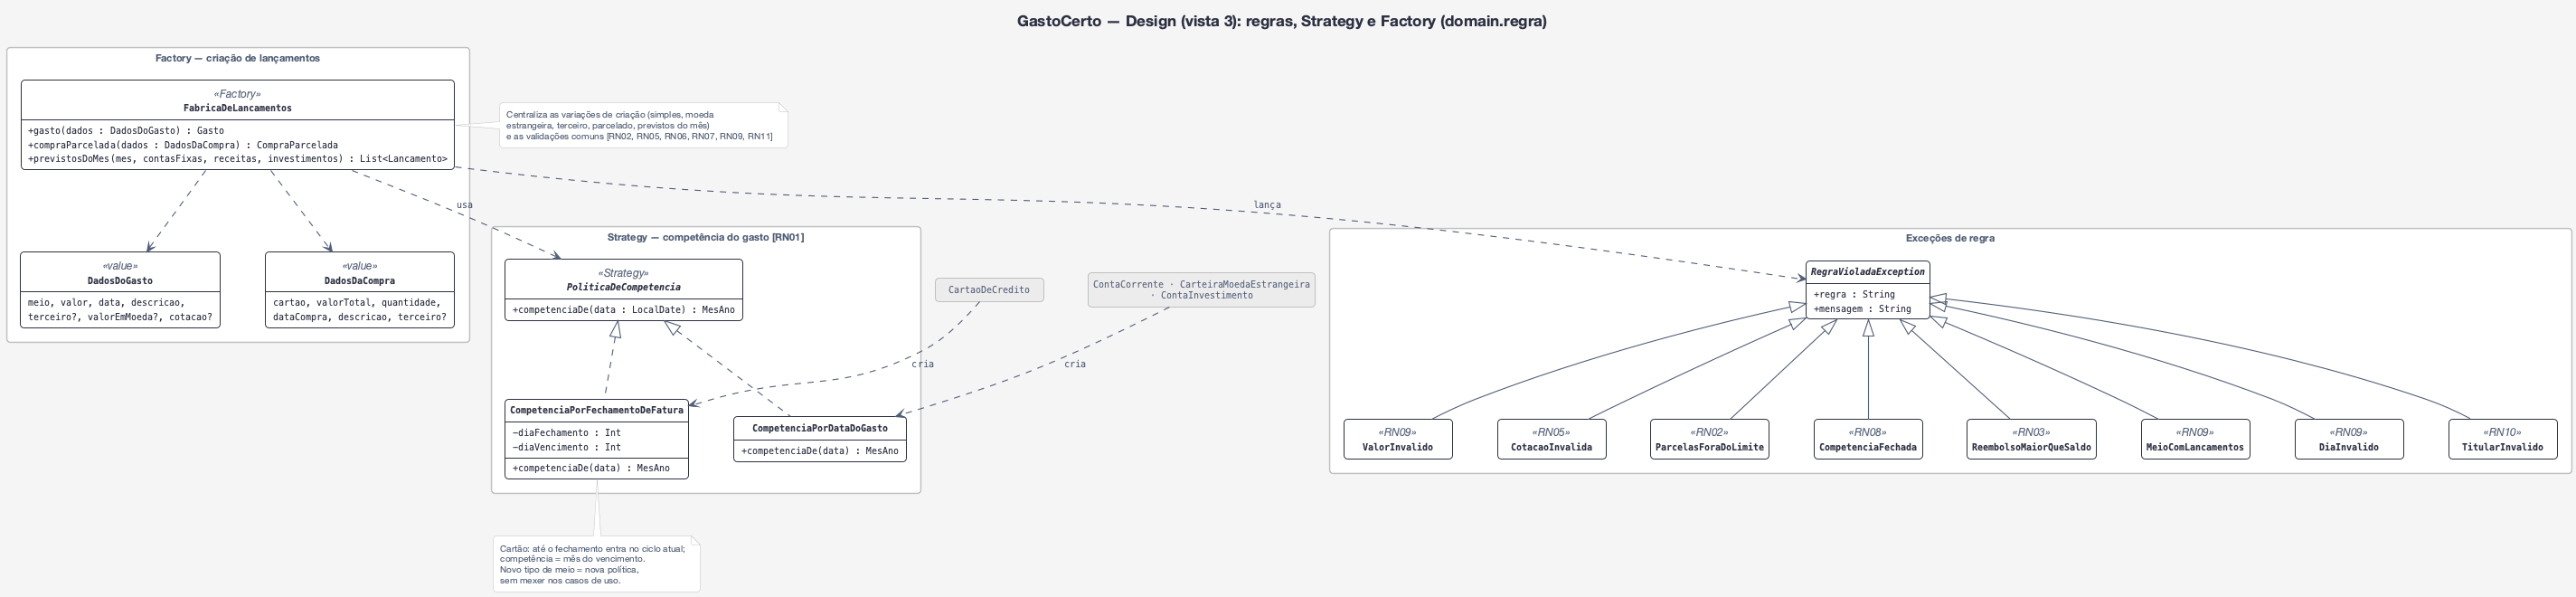 GastoCerto — Design (vista 3): regras, Strategy e Factory (domain.regra)
Factory — criação de lançamentos
«Factory»
FabricaDeLancamentos
+gasto(dados : DadosDoGasto) : Gasto
+compraParcelada(dados : DadosDaCompra) : CompraParcelada
+previstosDoMes(mes, contasFixas, receitas, investimentos) : List<Lancamento>
Centraliza as variações de criação (simples, moeda
estrangeira, terceiro, parcelado, previstos do mês)
e as validações comuns [RN02, RN05, RN06, RN07, RN09, RN11]
usa
lança
«value»
DadosDoGasto
meio, valor, data, descricao,
terceiro?, valorEmMoeda?, cotacao?
«value»
DadosDaCompra
cartao, valorTotal, quantidade,
dataCompra, descricao, terceiro?
Strategy — competência do gasto [RN01]
«Strategy»
PoliticaDeCompetencia
+competenciaDe(data : LocalDate) : MesAno
CartaoDeCredito
ContaCorrente · CarteiraMoedaEstrangeira
· ContaInvestimento
cria
cria
CompetenciaPorFechamentoDeFatura
−diaFechamento : Int
−diaVencimento : Int
+competenciaDe(data) : MesAno
CompetenciaPorDataDoGasto
+competenciaDe(data) : MesAno
Cartão: até o fechamento entra no ciclo atual;
competência = mês do vencimento.
Novo tipo de meio = nova política,
sem mexer nos casos de uso.
Exceções de regra
RegraVioladaException
+regra : String
+mensagem : String
«RN09»
ValorInvalido
«RN05»
CotacaoInvalida
«RN02»
ParcelasForaDoLimite
«RN08»
CompetenciaFechada
«RN03»
ReembolsoMaiorQueSaldo
«RN09»
MeioComLancamentos
«RN09»
DiaInvalido
«RN10»
TitularInvalido